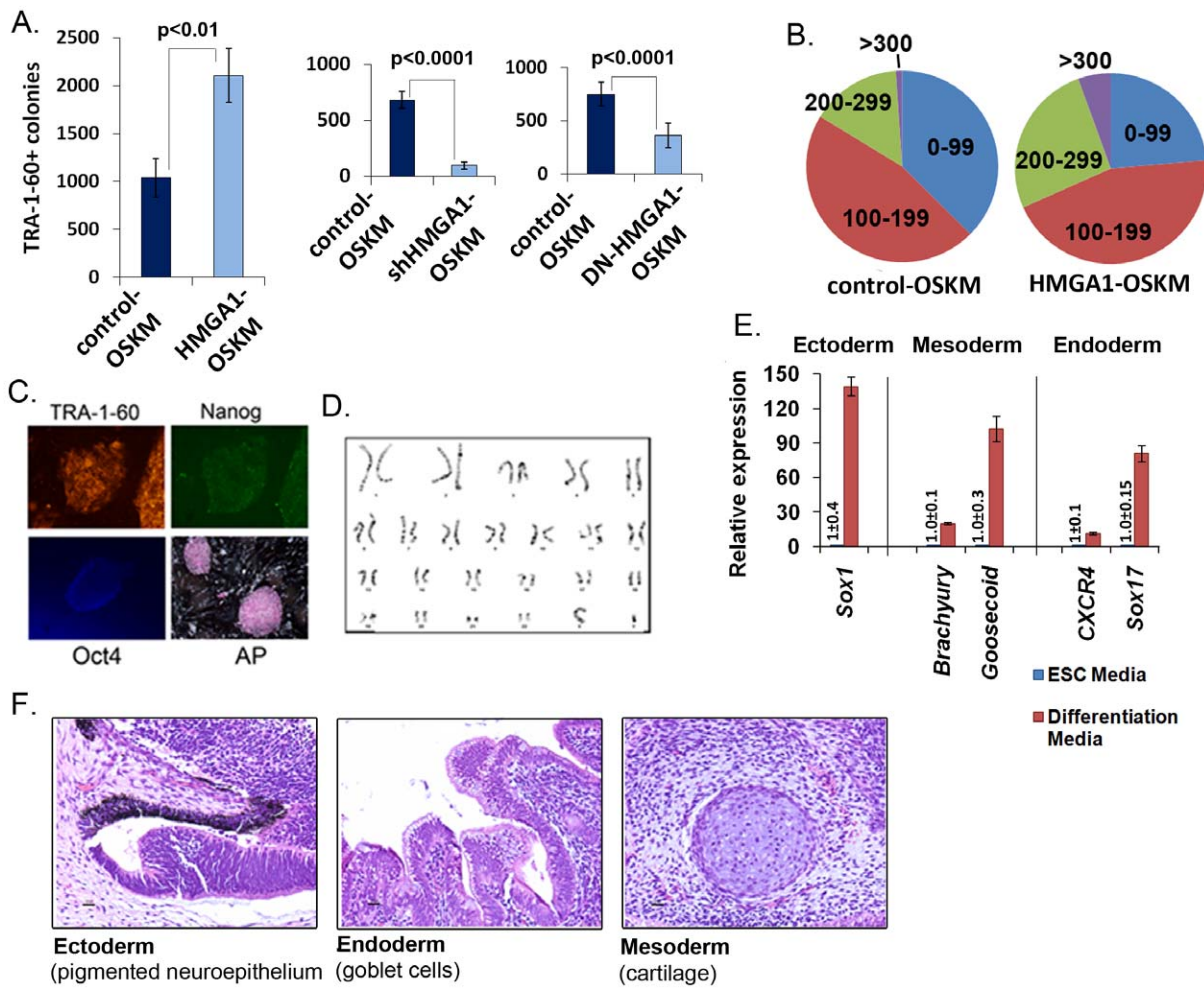 A.
TRA-1-60+ colonies
2500
2000
1500
1000
500
0
p<0.01
control-
OSKM
HMGA1-
OSKM
1000
500
0
p<0.0001
control-
OSKM
shHMGA1-
OSKM
1000
500
0
p<0.0001
control-
OSKM
DN-HMGA1-
OSKM
B.
>300
200-299
0-99
100-199
control-OSKM
>300
200-299
0-99
100-199
HMGA1-OSKM
C.
TRA-1-60
Nanog
Oct4
AP
D.
E.
Ectoderm
Mesoderm
Endoderm
Relative expression
150
120
90
60
30
0
1±0.4
1.0±0.1
1.0±0.3
1±0.1
1.0±0.15
Sox1
Brachyury
Goosecoid
CXCR4
Sox17
ESC Media
Differentiation
Media
F.
Ectoderm
(pigmented neuroepithelium
Endoderm
(goblet cells)
Mesoderm
(cartilage)